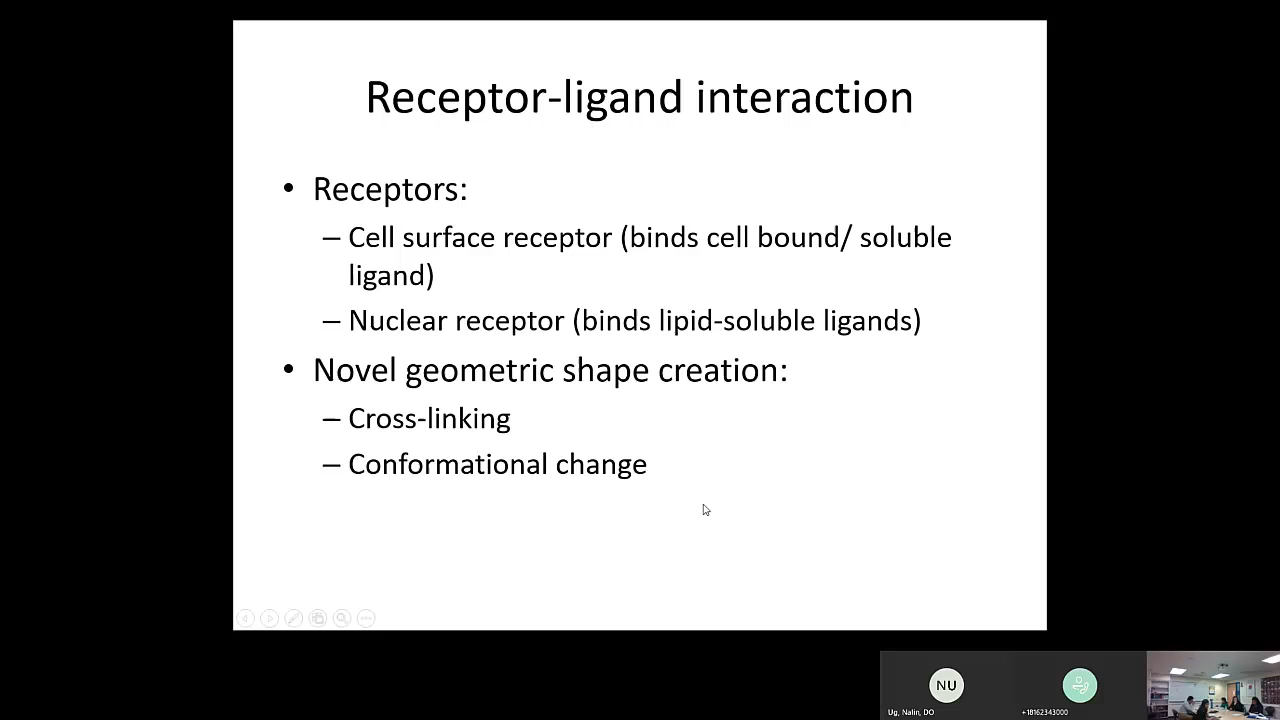 Receptor-ligand interaction
• Receptors:
– Cell surface receptor (binds cell bound/ soluble
ligand)
– Nuclear receptor (binds lipid-soluble ligands)
• Novel geometric shape creation:
– Cross-linking
– Conformational change
NU
Ug, Nalin, DO
+18162343000